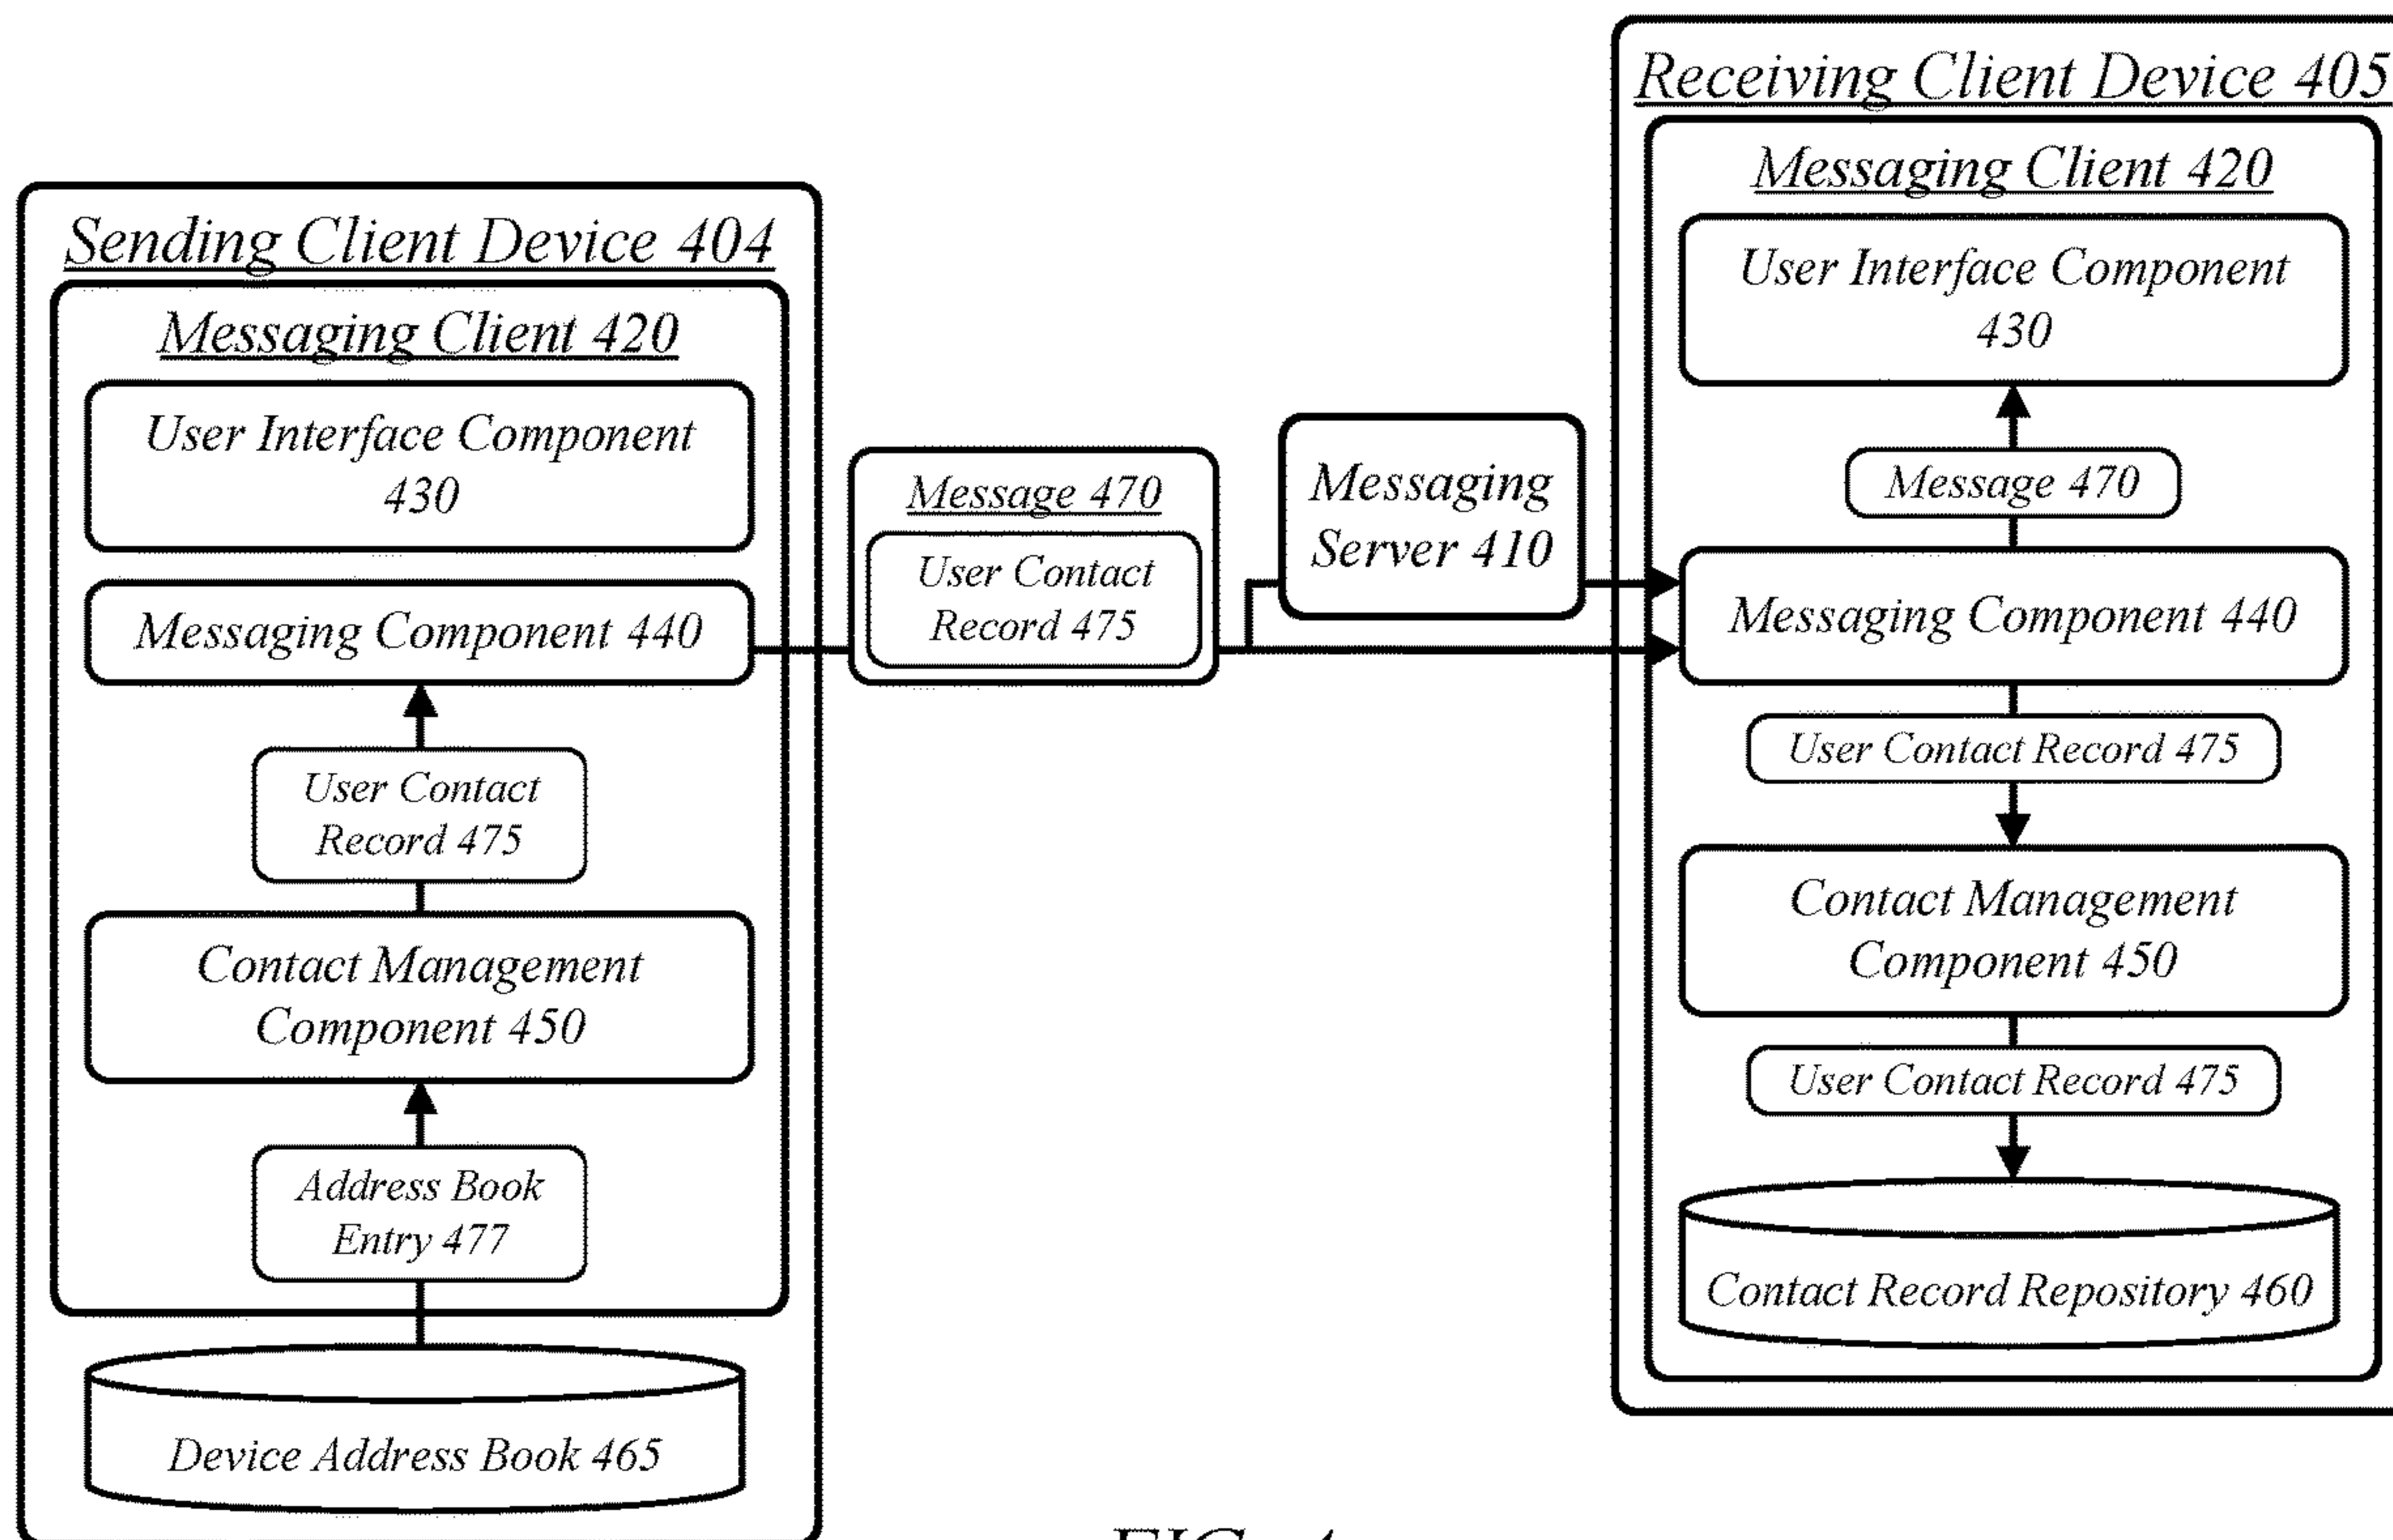 Sending Client Device 404
Messaging Client 420
User Interface Component
430
Messaging Component 440
User Contact
Record 475
Contact Management
Component 450
Address Book
Entry 477
Device Address Book 465
Message 470
User Contact
Record 475
Messaging
Server 410
Receiving Client Device 405
Messaging Client 420
User Interface Component
430
Message 470
Messaging Component 440
User Contact Record 475
Contact Management
Component 450
User Contact Record 475
Contact Record Repository 460